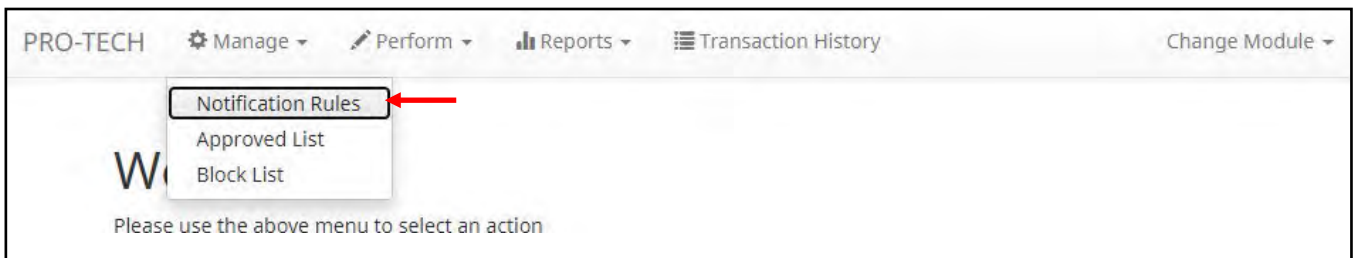 PRO-TECH Manage Perform Reports Transaction History Change Module
Notification Rules
Approved List
Block List
Please use the above menu to select an action